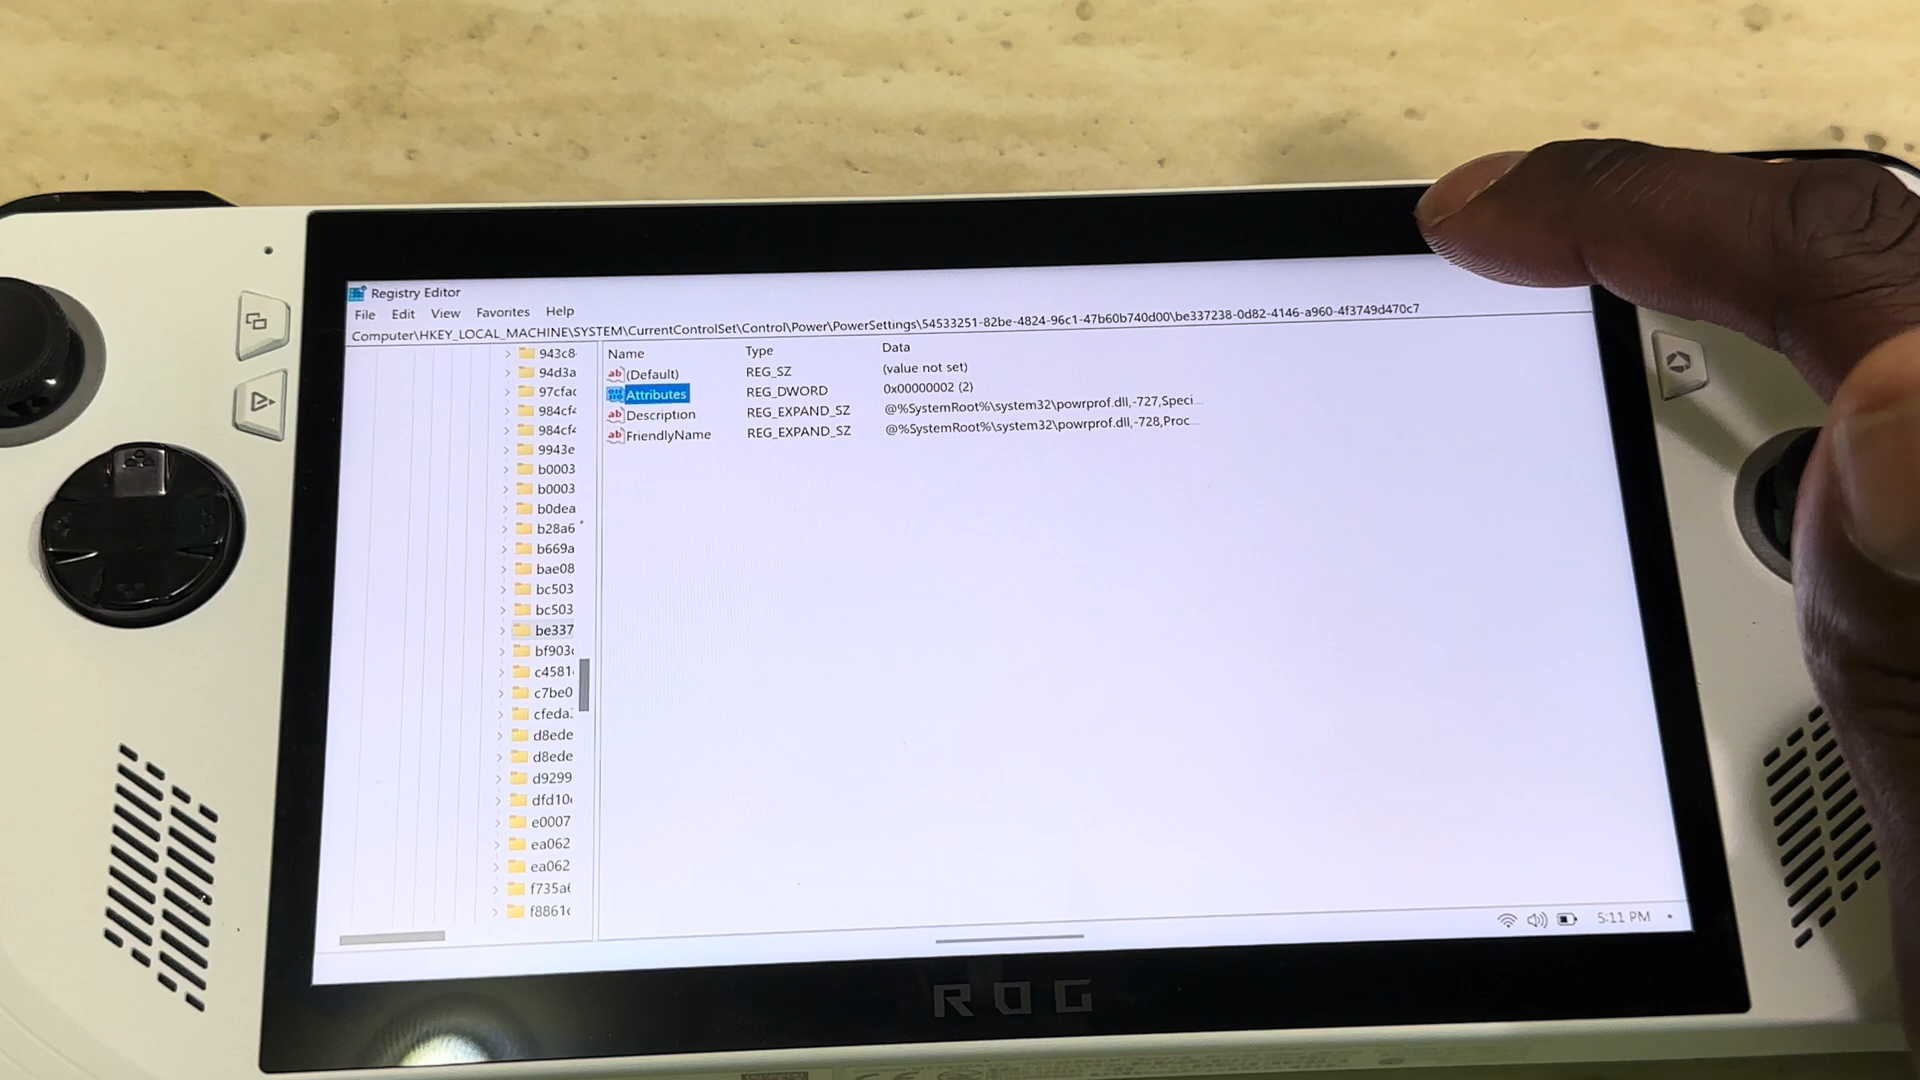 Registry Editor
File Edit View Favorites Help
Computer\HKEY_LOCAL_MACHINE\SYSTEM\CurrentControlSet\Control\Power\PowerSettings\54533251-82be-4824-96c1-47b60b740d00\be337238-0d82-4146-a960-4f3749d470c7
Name Type Data
(Default) REG_SZ (value not set)
Attributes REG_DWORD 0x00000002 (2)
Description REG_EXPAND_SZ @%SystemRoot%\system32\powrprof.dll,-727,Speci...
FriendlyName REG_EXPAND_SZ @%SystemRoot%\system32\powrprof.dll,-728,Proc...
943c8
94d3a
97cfac
984cf4
984cf4
9943e
b0003
b0003
b0dea
b28a6
b669a
bae08
bc503
bc503
be337
bf903
c4581
c7be0
cfeda
d8ede
d8ede
d9299
dfd10
e0007
ea062
ea062
f735a
f8861
5:11 PM
ROG